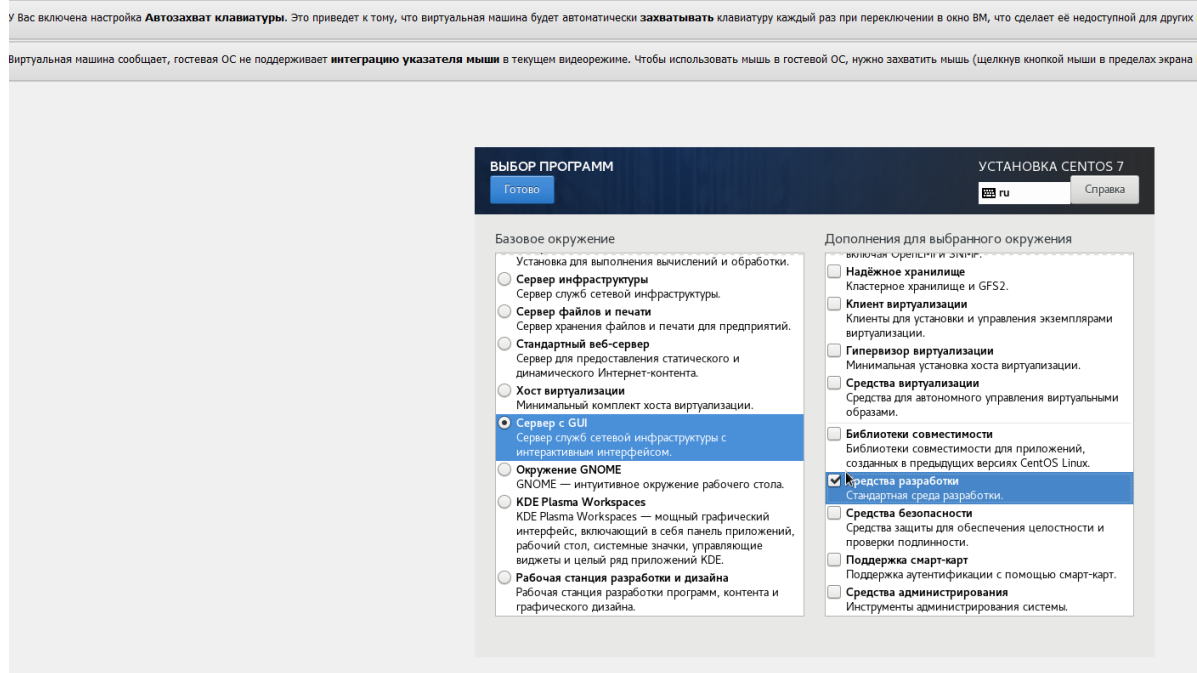 У Вас включена настройка Автозахват клавиатуры. Это приведет к тому, что виртуальная машина будет автоматически захватывать клавиатуру каждый раз при переключении в окно ВМ, что сделает её недоступной для других
Виртуальная машина сообщает, гостевая ОС не поддерживает интеграцию указателя мыши в текущем видеорежиме. Чтобы использовать мышь в гостевой ОС, нужно захватить мышь (щелкнув кнопкой мыши в пределах экрана
ВЫБОР ПРОГРАММ
УСТАНОВКА CENTOS 7
Готово
ru
Справка
Базовое окружение
Установка для выполнения вычислений и обработки.
Сервер инфраструктуры
Сервер служб сетевой инфраструктуры.
Сервер файлов и печати
Сервер хранения файлов и печати для предприятий.
Стандартный веб-сервер
Сервер для предоставления статического и
динамического Интернет-контента.
Хост виртуализации
Минимальный комплект хоста виртуализации.
Сервер с GUI
Сервер служб сетевой инфраструктуры с
интерактивным интерфейсом.
Окружение GNOME
GNOME — интуитивное окружение рабочего стола.
KDE Plasma Workspaces
KDE Plasma Workspaces — мощный графический
интерфейс, включающий в себя панель приложений,
рабочий стол, системные значки, управляющие
виджеты и целый ряд приложений KDE.
Рабочая станция разработки и дизайна
Рабочая станция разработки программ, контента и
графического дизайна.
Дополнения для выбранного окружения
включая OpenLMI и SNMP.
Надёжное хранилище
Кластерное хранилище и GFS2.
Клиент виртуализации
Клиенты для установки и управления экземплярами
виртуализации.
Гипервизор виртуализации
Минимальная установка хоста виртуализации.
Средства виртуализации
Средства для автономного управления виртуальными
образами.
Библиотеки совместимости
Библиотеки совместимости для приложений,
созданных в предыдущих версиях CentOS Linux.
Средства разработки
Стандартная среда разработки.
Средства безопасности
Средства защиты для обеспечения целостности и
проверки подлинности.
Поддержка смарт-карт
Поддержка аутентификации с помощью смарт-карт.
Средства администрирования
Инструменты администрирования системы.